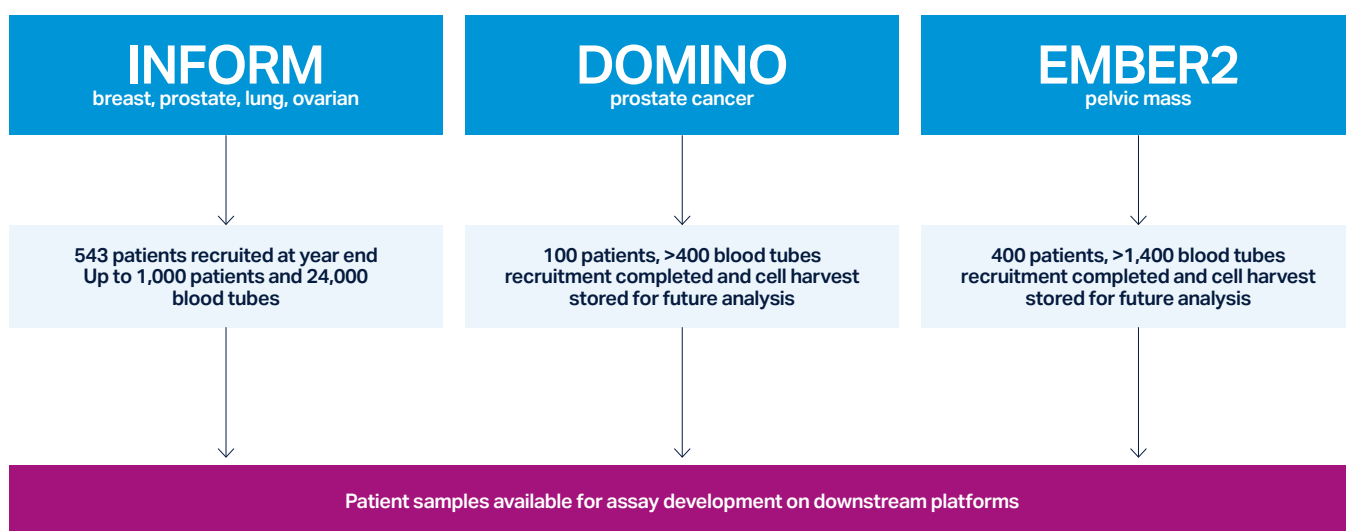 INFORM
breast, prostate, lung, ovarian
DOMINO
prostate cancer
EMBER2
pelvic mass
543 patients recruited at year end
Up to 1,000 patients and 24,000
blood tubes
100 patients, >400 blood tubes
recruitment completed and cell harvest
stored for future analysis
400 patients, >1,400 blood tubes
recruitment completed and cell harvest
stored for future analysis
Patient samples available for assay development on downstream platforms